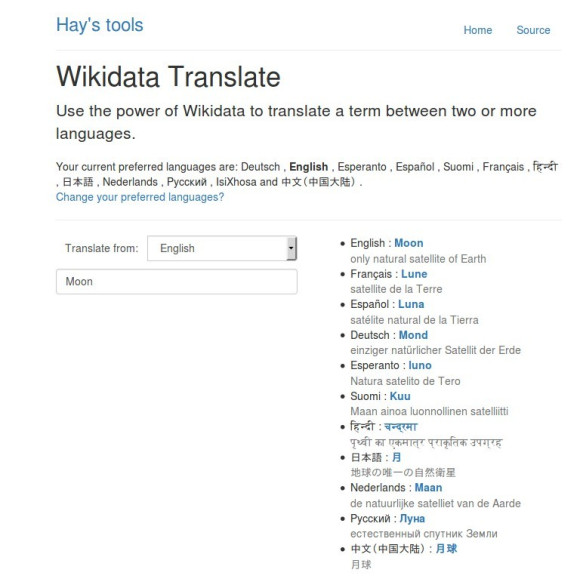 Hay's tools
Home Source
Wikidata Translate
Use the power of Wikidata to translate a term between two or more
languages.
Your current preferred languages are: Deutsch , English , Esperanto , Español , Suomi , Français , हिन्दी
, 日本語 , Nederlands , Русский , IsiXhosa and 中文(中国大陆) .
Change your preferred languages?
Translate from: English
Moon
English : Moon
only natural satellite of Earth
Français : Lune
satellite de la Terre
Español : Luna
satélite natural de la Tierra
Deutsch : Mond
einziger natürlicher Satellit der Erde
Esperanto : luno
Natura satelito de Tero
Suomi : Kuu
Maan ainoa luonnollinen satelliitti
हिन्दी : चन्द्रमा
पृथ्वी का एकमात्र प्राकृतिक उपग्रह
日本語 : 月
地球の唯一の自然衛星
Nederlands : Maan
de natuurlijke satelliet van de Aarde
Русский : Луна
естественный спутник Земли
中文(中国大陆) : 月球
月球